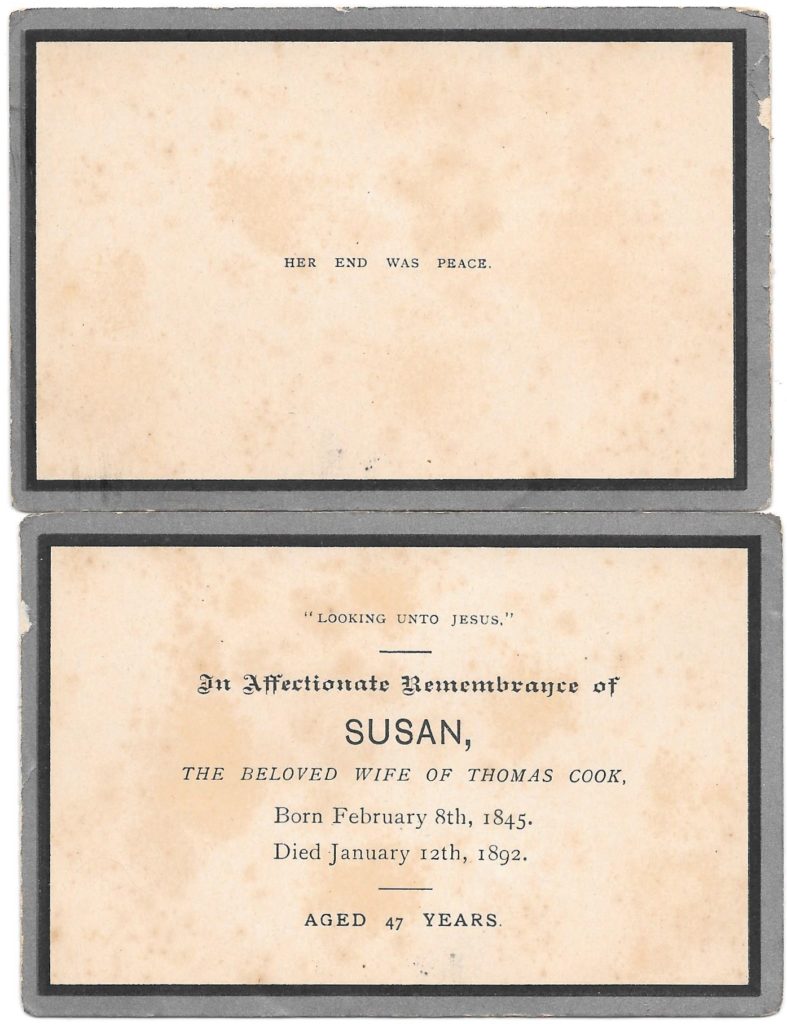 HER END WAS PEACE.
"LOOKING UNTO JESUS."
In Affectionate Remembrance of
SUSAN,
THE BELOVED WIFE OF THOMAS COOK,
Born February 8th, 1845.
Died January 12th, 1892.
AGED 47 YEARS.